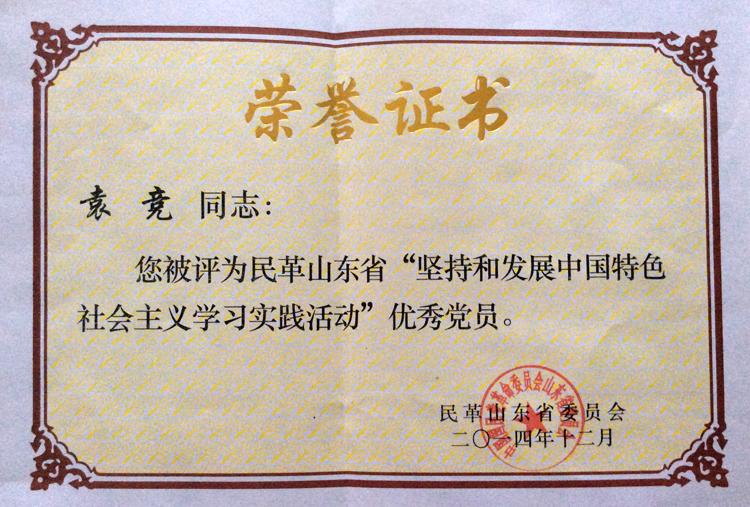 荣誉证书
袁 竞 同志：
您被评为民革山东省“坚持和发展中国特色
社会主义学习实践活动”优秀党员。
民革山东省委员会
二〇一四年十二月